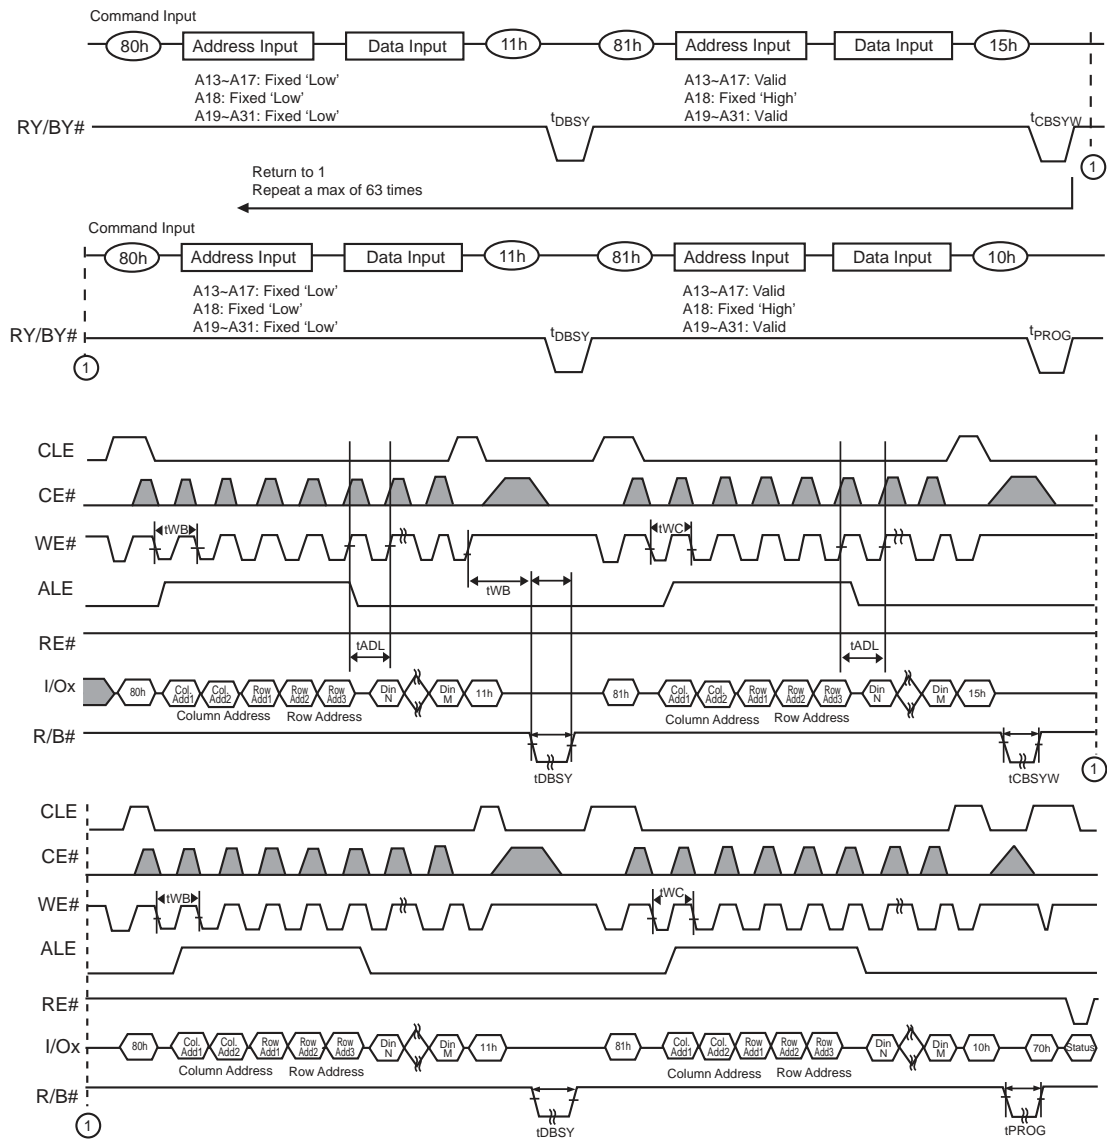 Command Input
80h Address Input Data Input 11h 81h Address Input Data Input 15h
A13~A17: Fixed 'Low' A13~A17: Valid
A18: Fixed 'Low' A18: Fixed 'High'
A19~A31: Fixed 'Low' A19~A31: Valid
RY/BY# tDBSY tCBSYW
1
Return to 1
Repeat a max of 63 times
Command Input
80h Address Input Data Input 11h 81h Address Input Data Input 10h
A13~A17: Fixed 'Low' A13~A17: Valid
A18: Fixed 'Low' A18: Fixed 'High'
A19~A31: Fixed 'Low' A19~A31: Valid
RY/BY# tDBSY tPROG
1
CLE
CE#
WE# tWB tWC
ALE tWB
RE# tADL tADL
I/Ox 80h Col. Add1 Col. Add2 Row Add1 Row Add2 Row Add3 Din N Din M 11h 81h Col. Add1 Col. Add2 Row Add1 Row Add2 Row Add3 Din N Din M 15h
Column Address Row Address Column Address Row Address
R/B# tDBSY tCBSYW
1
CLE
CE#
WE# tWB tWC
ALE
RE#
I/Ox 80h Col. Add1 Col. Add2 Row Add1 Row Add2 Row Add3 Din N Din M 11h 81h Col. Add1 Col. Add2 Row Add1 Row Add2 Row Add3 Din N Din M 10h 70h Status
Column Address Row Address Column Address Row Address
R/B# tDBSY tPROG
1